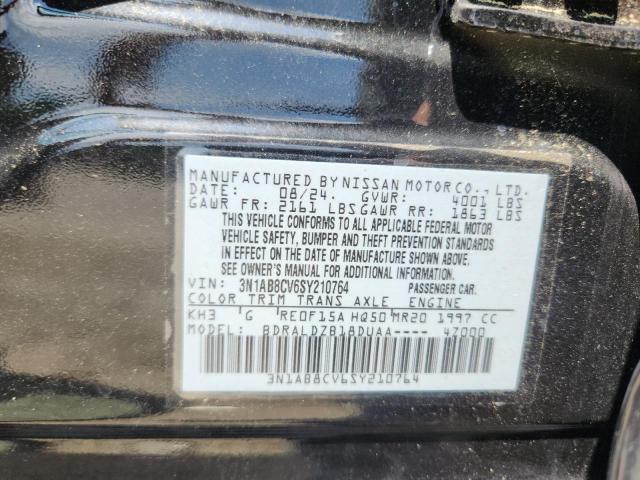 MANUFACTURED BY NISSAN MOTOR CO., LTD.
DATE: 08/24. GVWR: 4001 LBS
GAWR FR: 2161 LBS GAWR RR: 1863 LBS
THIS VEHICLE CONFORMS TO ALL APPLICABLE FEDERAL MOTOR
VEHICLE SAFETY, BUMPER AND THEFT PREVENTION STANDARDS
IN EFFECT ON THE DATE OF MANUFACTURE SHOWN ABOVE.
SEE OWNER'S MANUAL FOR ADDITIONAL INFORMATION
VIN: 3N1AB8CV6SY210764 PASSENGER CAR.
COLOR TRIM TRANS AXLE ENGINE
KH3 G RE0F15A HQ50 MR20 1997 CC
MODEL: BDRALDZB18DUAA---- 47000
3N1AB8CV6SY210764